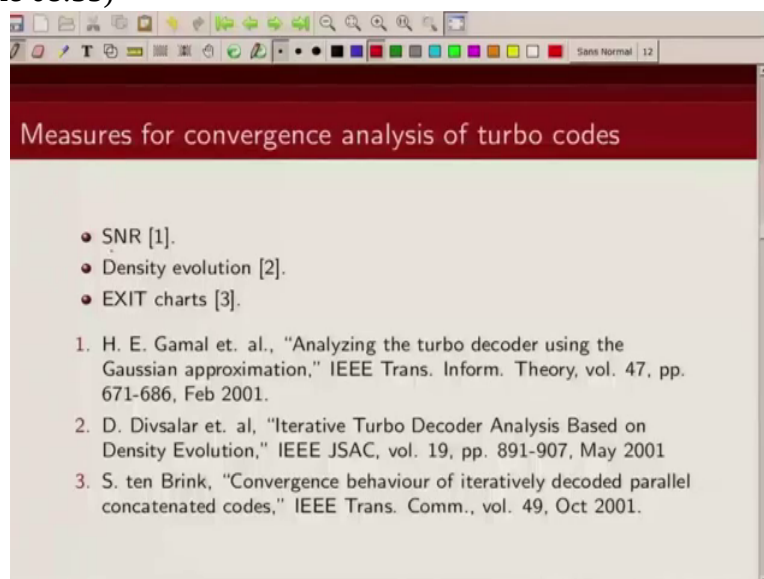 Sans Normal 12
Measures for convergence analysis of turbo codes
SNR [1].
Density evolution [2].
EXIT charts [3].
1. H. E. Gamal et. al., “Analyzing the turbo decoder using the
Gaussian approximation,” IEEE Trans. Inform. Theory, vol. 47, pp.
671-686, Feb 2001.
2. D. Divsalar et. al, “Iterative Turbo Decoder Analysis Based on
Density Evolution,” IEEE JSAC, vol. 19, pp. 891-907, May 2001
3. S. ten Brink, “Convergence behaviour of iteratively decoded parallel
concatenated codes,” IEEE Trans. Comm., vol. 49, Oct 2001.